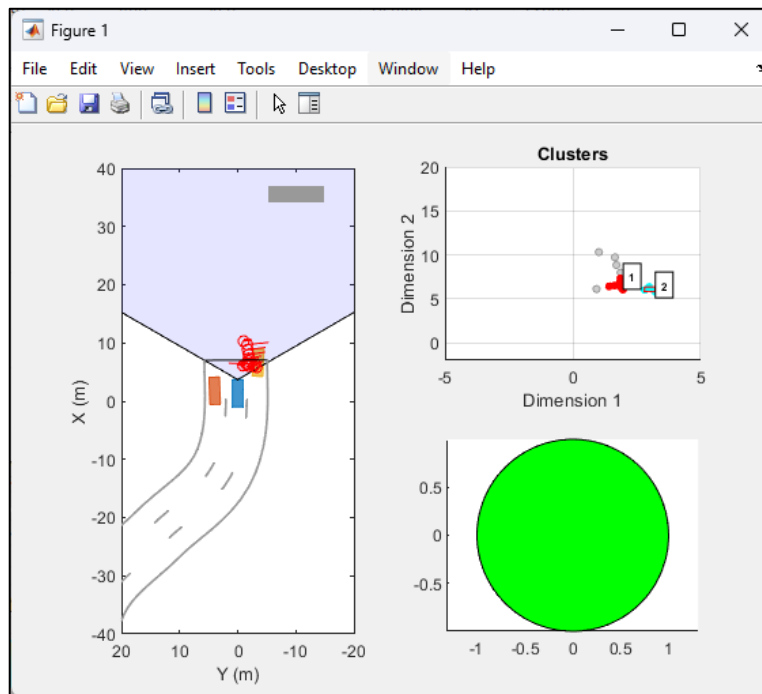 Figure 1
File Edit View Insert Tools Desktop Window Help
40
30
20
10
0
-10
-20
-30
-40
X (m)
20 10 0 -10 -20
Y (m)
Clusters
20
15
10
5
0
Dimension 2
1
2
-5 0 5
Dimension 1
0.5
0
-0.5
-1 -0.5 0 0.5 1